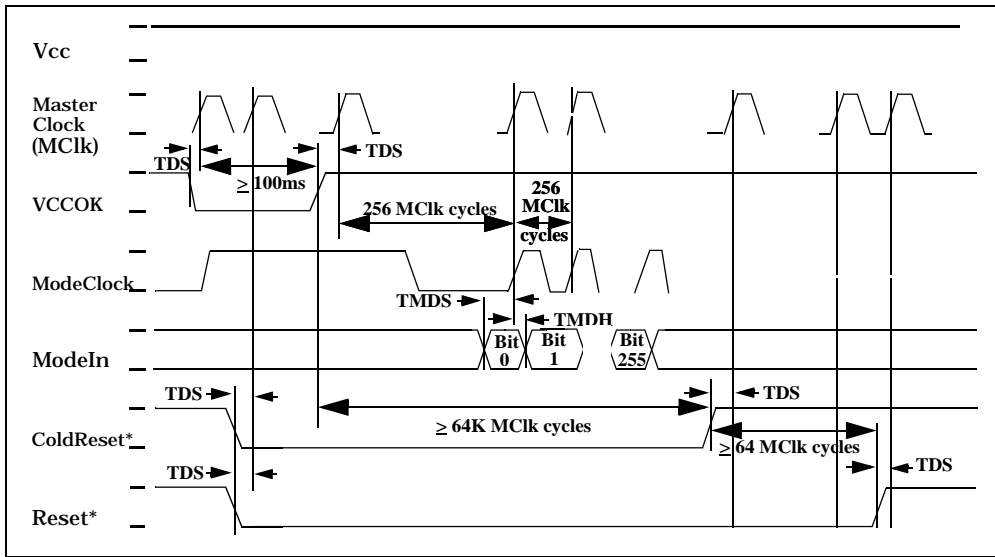 Vcc
Master
Clock
(MClk)
TDS
TDS
≥ 100ms
VCCOK
256 MClk cycles
256
MClk
cycles
ModeClock
TMDS
TMDH
ModeIn
Bit
0
Bit
1
Bit
255
TDS
TDS
≥ 64K MClk cycles
ColdReset*
≥ 64 MClk cycles
TDS
TDS
Reset*